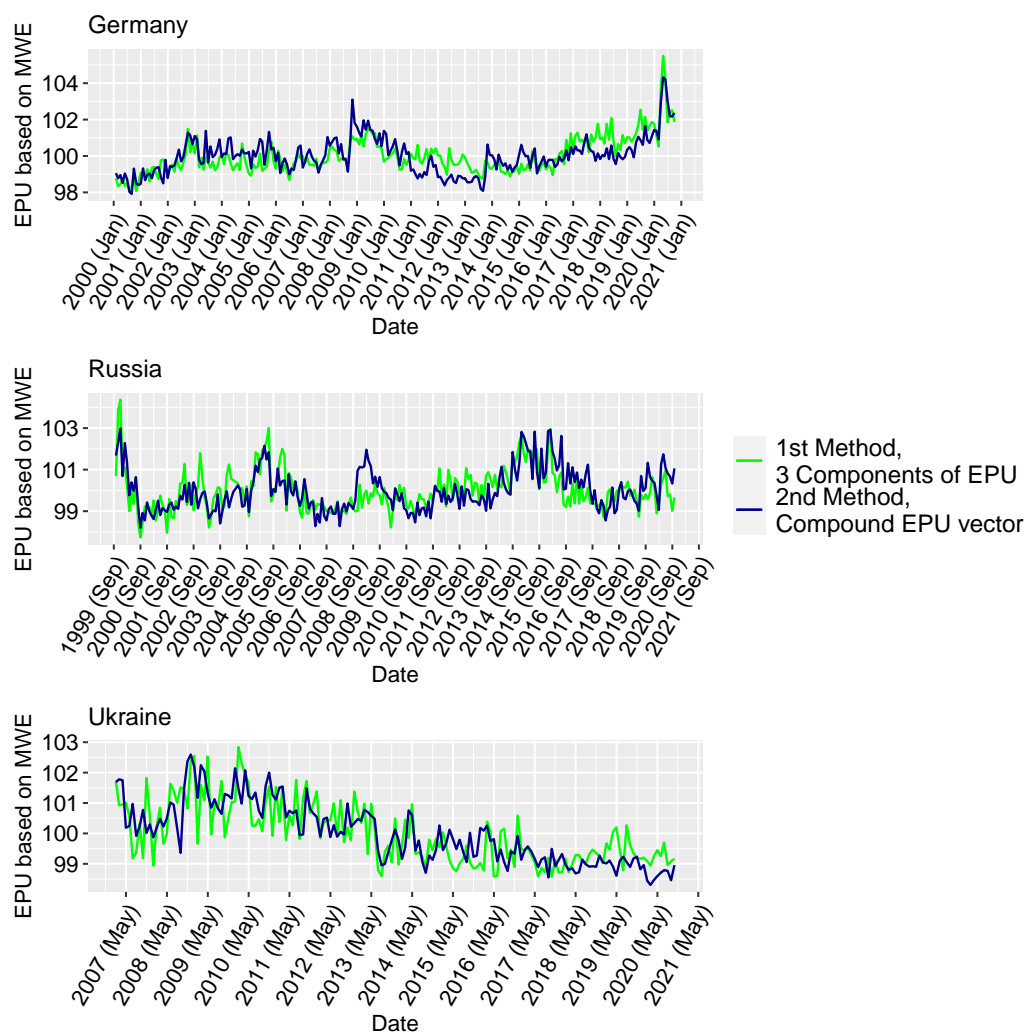 Germany
EPU based on MWE
104
102
100
98
2000 (Jan)
2001 (Jan)
2002 (Jan)
2003 (Jan)
2004 (Jan)
2005 (Jan)
2006 (Jan)
2007 (Jan)
2008 (Jan)
2009 (Jan)
2010 (Jan)
2011 (Jan)
2012 (Jan)
2013 (Jan)
2014 (Jan)
2015 (Jan)
2016 (Jan)
2017 (Jan)
2018 (Jan)
2019 (Jan)
2020 (Jan)
2021 (Jan)
Date
Russia
EPU based on MWE
103
101
99
1999 (Sep)
2000 (Sep)
2001 (Sep)
2002 (Sep)
2003 (Sep)
2004 (Sep)
2005 (Sep)
2006 (Sep)
2007 (Sep)
2008 (Sep)
2009 (Sep)
2010 (Sep)
2011 (Sep)
2012 (Sep)
2013 (Sep)
2014 (Sep)
2015 (Sep)
2016 (Sep)
2017 (Sep)
2018 (Sep)
2019 (Sep)
2020 (Sep)
2021 (Sep)
Date
1st Method,
3 Components of EPU
2nd Method,
Compound EPU vector
Ukraine
EPU based on MWE
103
102
101
100
99
2007 (May)
2008 (May)
2009 (May)
2010 (May)
2011 (May)
2012 (May)
2013 (May)
2014 (May)
2015 (May)
2016 (May)
2017 (May)
2018 (May)
2019 (May)
2020 (May)
2021 (May)
Date